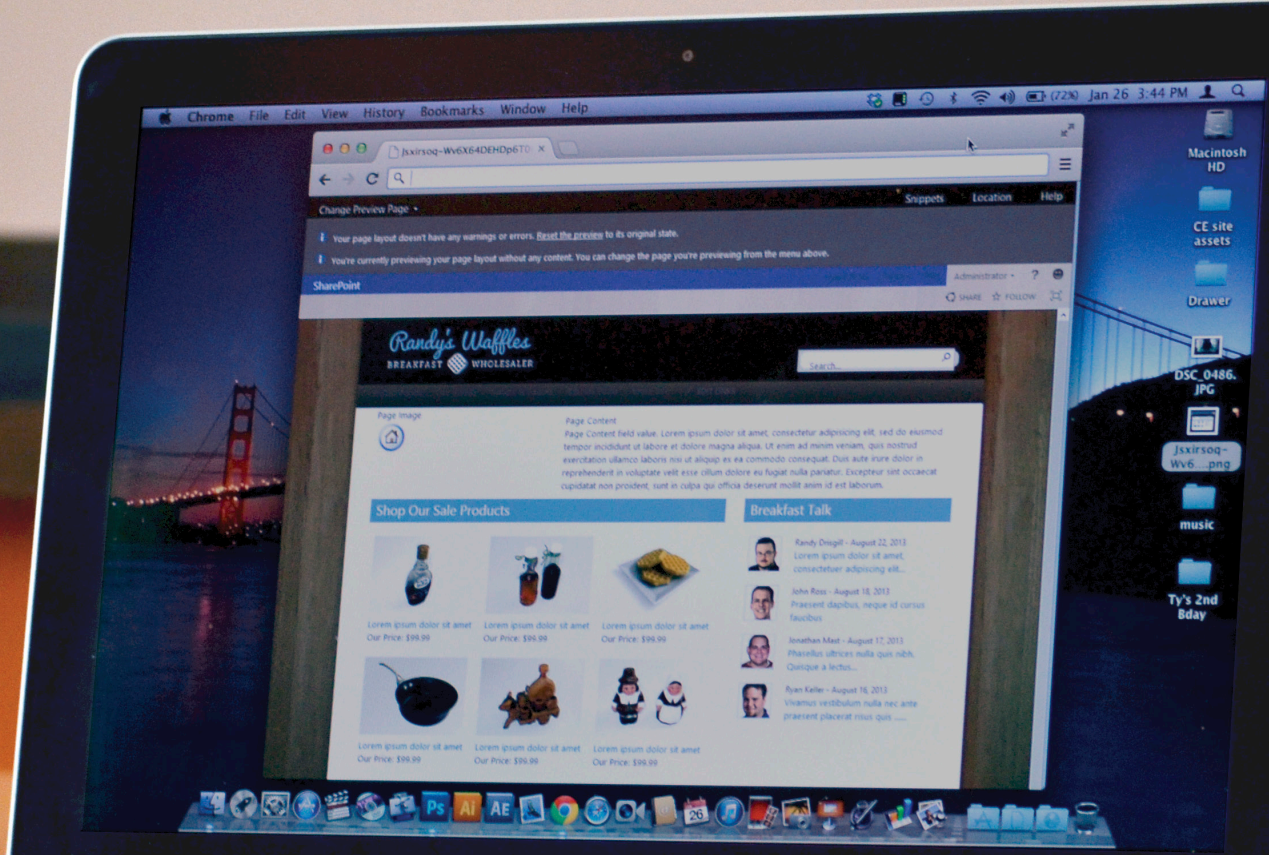 Chrome File Edit View History Bookmarks Window Help
(72%) Jan 26 3:44 PM
Jsxirsoq-Wv6X64DEHDp6T0
Change Preview Page
Snippets Location Help
Your page layout doesn't have any warnings or errors. Reset the preview to its original state.
You're currently previewing your page layout without any content. You can change the page you're previewing from the menu above.
SharePoint
Administrator ?
SHARE FOLLOW
Randy's Waffles
BREAKFAST WHOLESALER
Search...
Page Image
Page Content
Page Content field value. Lorem ipsum dolor sit amet, consectetur adipisicing elit, sed do eiusmod
tempor incididunt ut labore et dolore magna aliqua. Ut enim ad minim veniam, quis nostrud
exercitation ullamco laboris nisi ut aliquip ex ea commodo consequat. Duis aute irure dolor in
reprehenderit in voluptate velit esse cillum dolore eu fugiat nulla pariatur. Excepteur sint occaecat
cupidatat non proident, sunt in culpa qui officia deserunt mollit anim id est laborum.
Shop Our Sale Products
Lorem ipsum dolor sit amet
Our Price: $99.99
Lorem ipsum dolor sit amet
Our Price: $99.99
Lorem ipsum dolor sit amet
Our Price: $99.99
Lorem ipsum dolor sit amet
Our Price: $99.99
Lorem ipsum dolor sit amet
Our Price: $99.99
Lorem ipsum dolor sit amet
Our Price: $99.99
Breakfast Talk
Randy Drisgill - August 22, 2013
Lorem ipsum dolor sit amet,
consectetuer adipiscing elit...
John Ross - August 18, 2013
Praesent dapibus, neque id cursus
faucibus
Jonathan Mast - August 17, 2013
Phasellus ultrices nulla quis nibh.
Quisque a lectus...
Ryan Keller - August 16, 2013
Vivamus vestibulum nulla nec ante
praesent placerat risus quis ......
Macintosh
HD
CE site
assets
Drawer
DSC_0486.
JPG
Jsxirsoq-
Wv6....png
music
Ty's 2nd
Bday
Ps Ai AE
26